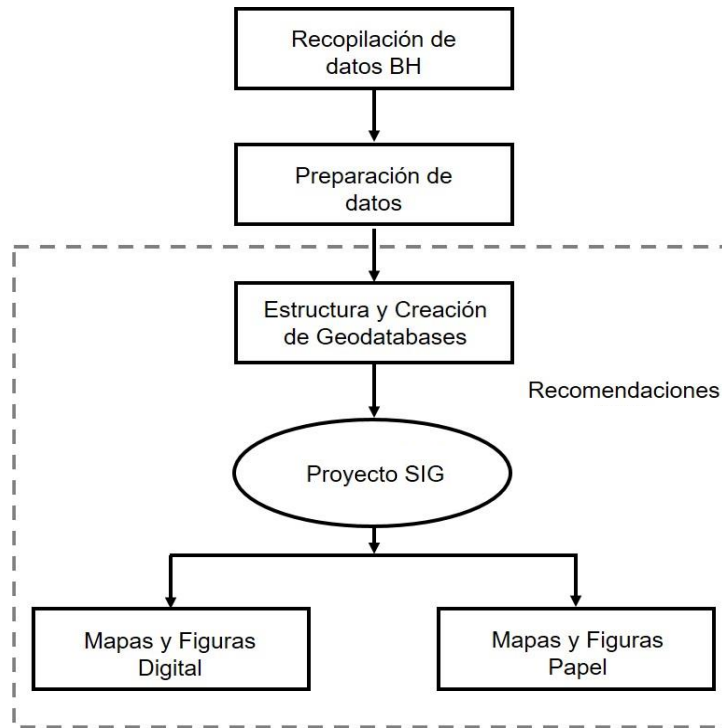 Recopilación de
datos BH
Preparación de
datos
Estructura y Creación
de Geodatabases
Recomendaciones
Proyecto SIG
Mapas y Figuras
Digital
Mapas y Figuras
Papel